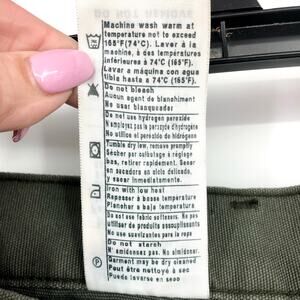 DO NOT REMOVE
Machine wash warm at
temperature not to exceed
165°F(74°C). Laver à la
machine, à des températures
inférieures à 74°C (165°F).
Lavar a máquina con agua
tibia hasta a 74°C (165°F).
Do not bleach
Aucun agent de blanchiment
No usar blanqueador
Do not use hydrogen peroxide
N'employez pas la peroxyde d'hydrogène
No utilice el peróxido de hidrógeno
Tumble dry low, remove promptly
Sécher par culbutage à réglage
bas, retirer rapidement. Secar
en secadora en ciclo delicado,
y sacar inmediatamente.
Iron with low heat
Repasser à basse température
Planchar a baja temperatura
Do not use fabric softeners. Ne pas
utiliser de produits assouplissants
No use suavizantes para la ropa
Do not starch
N'amidonnez pas. No almidonar.
Garment may be dry cleaned
Peut être nettoyé à sec
Puede lavarse en seco
P